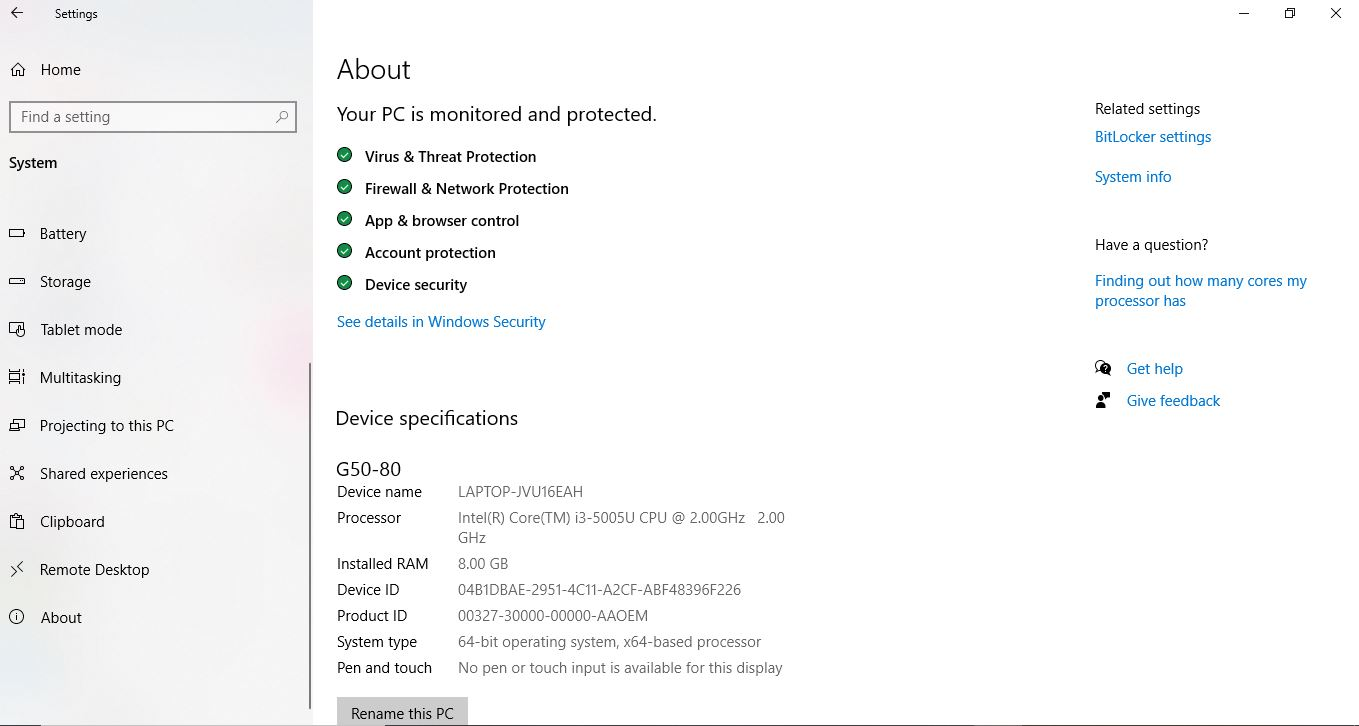 Settings
Home
Find a setting
System
Battery
Storage
Tablet mode
Multitasking
Projecting to this PC
Shared experiences
Clipboard
Remote Desktop
About
About
Your PC is monitored and protected.
Virus & Threat Protection
Firewall & Network Protection
App & browser control
Account protection
Device security
See details in Windows Security
Device specifications
G50-80
Device name LAPTOP-JVU16EAH
Processor Intel(R) Core(TM) i3-5005U CPU @ 2.00GHz 2.00
GHz
Installed RAM 8.00 GB
Device ID 04B1DBAE-2951-4C11-A2CF-ABF48396F226
Product ID 00327-30000-00000-AAOEM
System type 64-bit operating system, x64-based processor
Pen and touch No pen or touch input is available for this display
Rename this PC
Related settings
BitLocker settings
System info
Have a question?
Finding out how many cores my
processor has
Get help
Give feedback